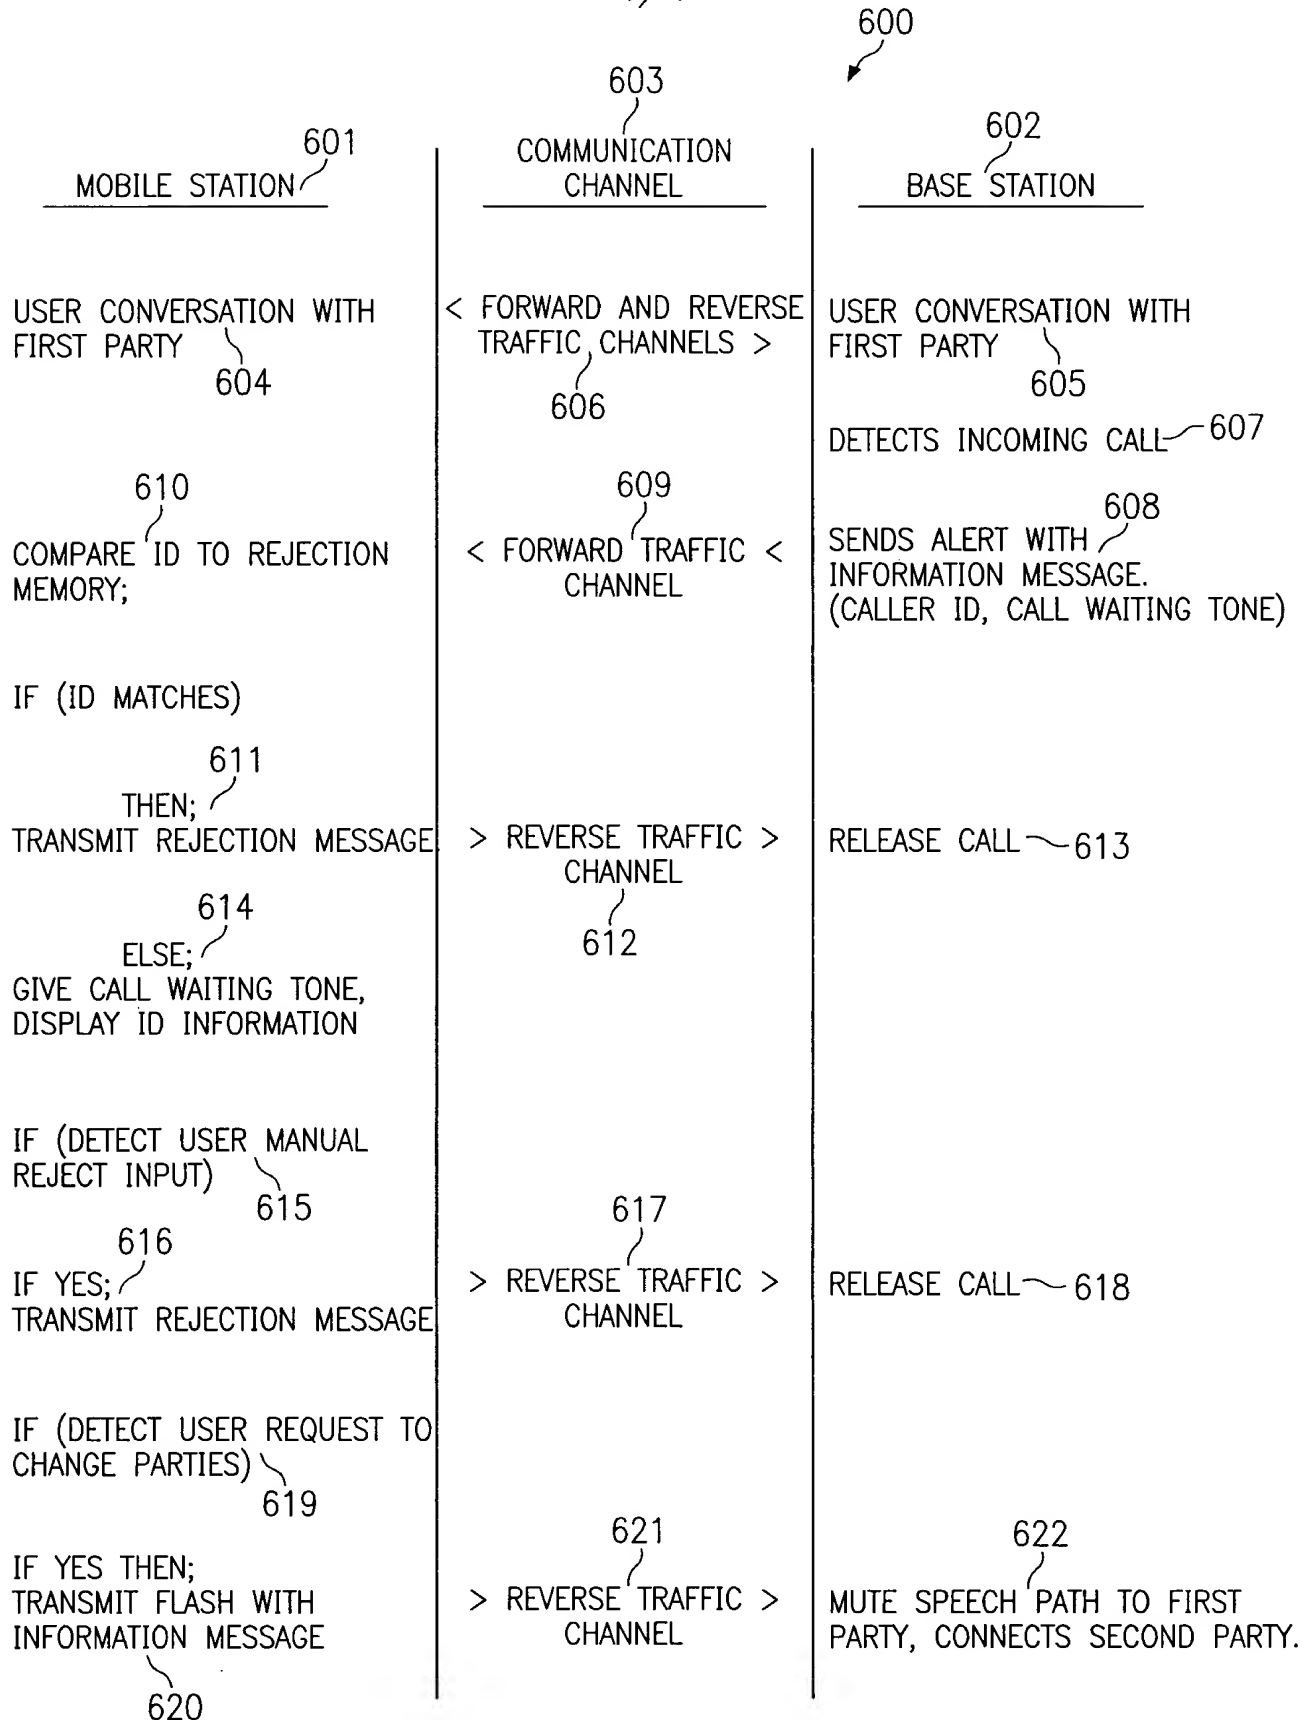 600
603
601
COMMUNICATION
CHANNEL
602
MOBILE STATION
BASE STATION
USER CONVERSATION WITH
FIRST PARTY
604
< FORWARD AND REVERSE
TRAFFIC CHANNELS >
606
USER CONVERSATION WITH
FIRST PARTY
605
DETECTS INCOMING CALL 607
610
COMPARE ID TO REJECTION
MEMORY;
609
< FORWARD TRAFFIC <
CHANNEL
608
SENDS ALERT WITH
INFORMATION MESSAGE.
(CALLER ID, CALL WAITING TONE)
IF (ID MATCHES)
611
THEN;
TRANSMIT REJECTION MESSAGE
> REVERSE TRAFFIC >
CHANNEL
612
RELEASE CALL 613
614
ELSE;
GIVE CALL WAITING TONE,
DISPLAY ID INFORMATION
IF (DETECT USER MANUAL
REJECT INPUT)
615
616
IF YES;
TRANSMIT REJECTION MESSAGE
617
> REVERSE TRAFFIC >
CHANNEL
RELEASE CALL 618
IF (DETECT USER REQUEST TO
CHANGE PARTIES)
619
IF YES THEN;
TRANSMIT FLASH WITH
INFORMATION MESSAGE
620
621
> REVERSE TRAFFIC >
CHANNEL
622
MUTE SPEECH PATH TO FIRST
PARTY, CONNECTS SECOND PARTY.